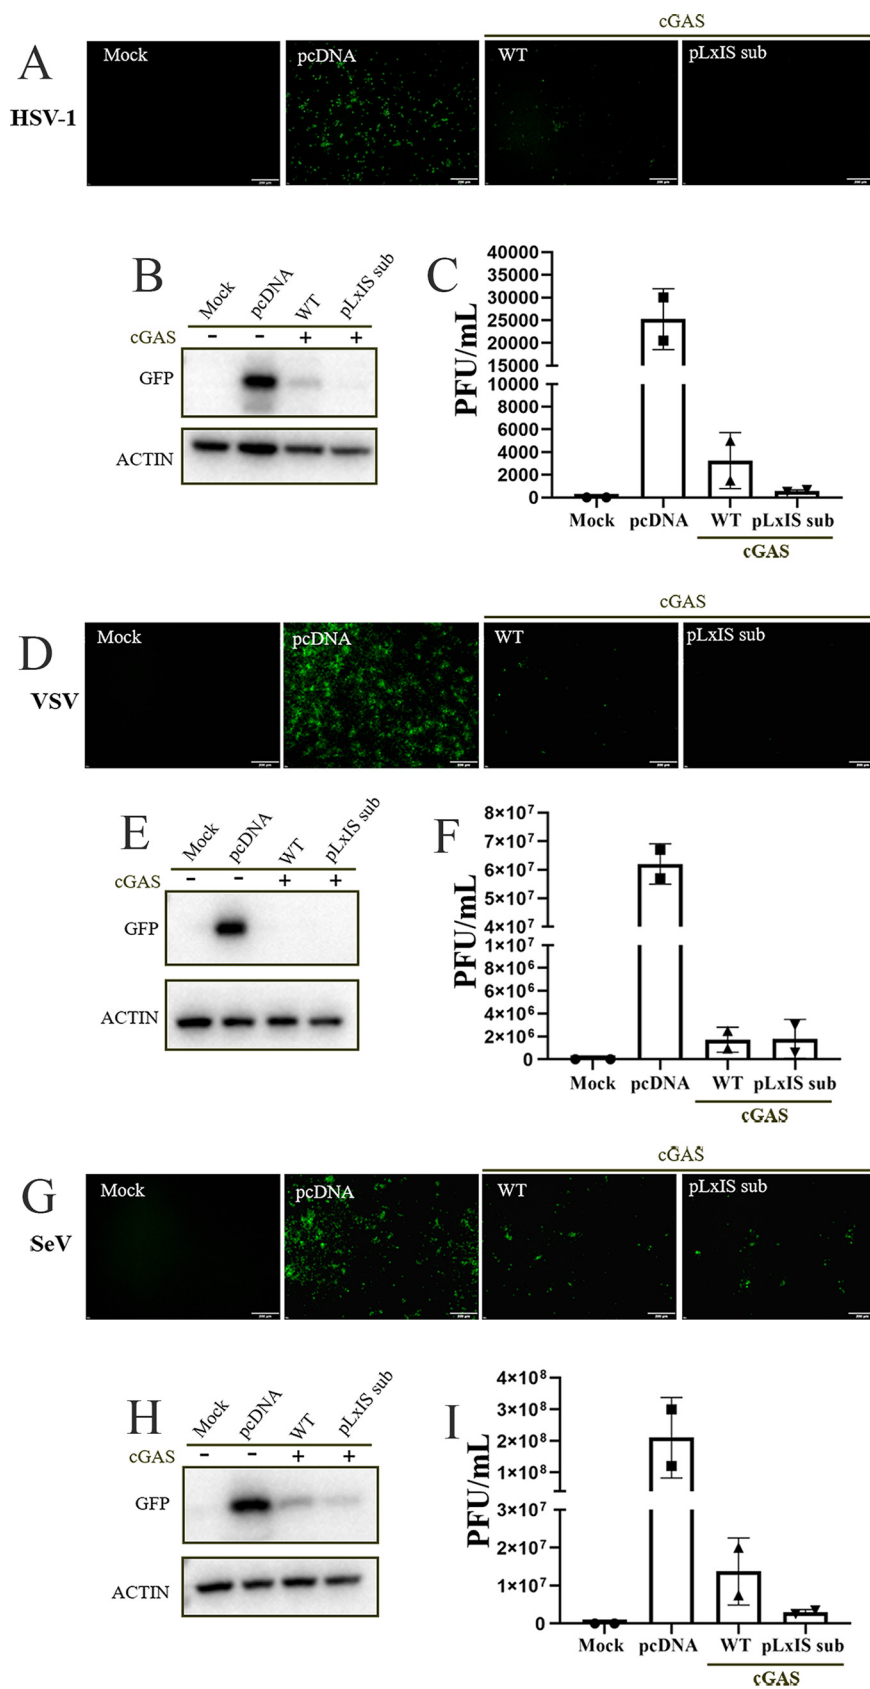 cGAS
A
Mock
pcDNA
WT
pLxIS sub
HSV-1
B
Mock
pcDNA
WT
pLxIS sub
cGAS
-
-
+
+
GFP
ACTIN
C
PFU/mL
40000
35000
30000
25000
20000
15000
10000
8000
6000
4000
2000
0
Mock
pcDNA
WT
pLxIS sub
cGAS
cGAS
D
Mock
pcDNA
WT
pLxIS sub
VSV
E
Mock
pcDNA
WT
pLxIS sub
cGAS
-
-
+
+
GFP
ACTIN
F
PFU/mL
8×10⁷
7×10⁷
6×10⁷
5×10⁷
4×10⁷
1×10⁷
8×10⁶
6×10⁶
4×10⁶
2×10⁶
0
Mock
pcDNA
WT
pLxIS sub
cGAS
cGAS
G
Mock
pcDNA
WT
pLxIS sub
SeV
H
Mock
pcDNA
WT
pLxIS sub
cGAS
-
-
+
+
GFP
ACTIN
I
PFU/mL
4×10⁸
3×10⁸
2×10⁸
1×10⁸
3×10⁷
2×10⁷
1×10⁷
0
Mock
pcDNA
WT
pLxIS sub
cGAS